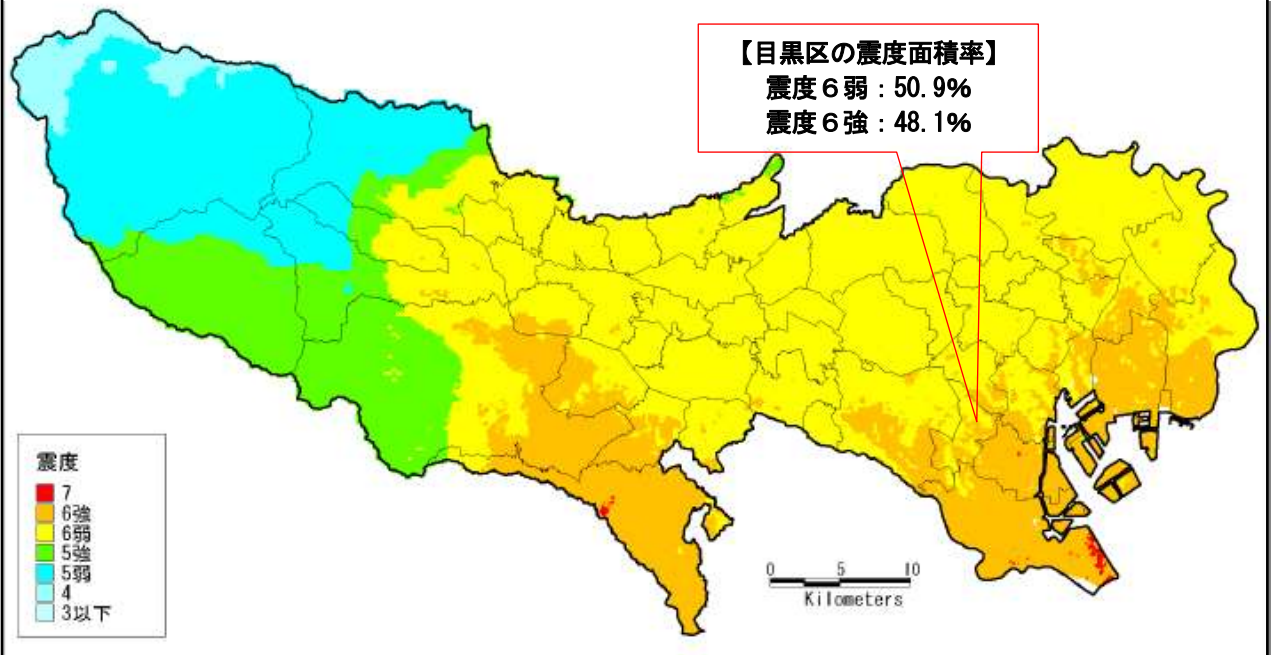 【目黒区の震度面積率】
震度６弱：50.9%
震度６強：48.1%
震度
7
6強
6弱
5強
5弱
4
3以下
0 5 10
Kilometers